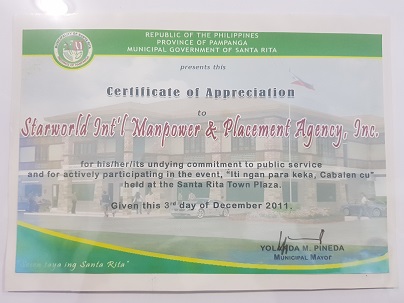 REPUBLIC OF THE PHILIPPINES
PROVINCE OF PAMPANGA
MUNICIPAL GOVERNMENT OF SANTA RITA
presents this
Certificate of Appreciation
to
Starworld Int'l Manpower & Placement Agency, Inc.
for his/her/its undying commitment to public service
and for actively participating in the event, "Iti ngan para keka, Cabalen cu"
held at the Santa Rita Town Plaza.
Given this 3rd day of December 2011.
YOLANDA M. PINEDA
MUNICIPAL MAYOR
ing Santa Rita"